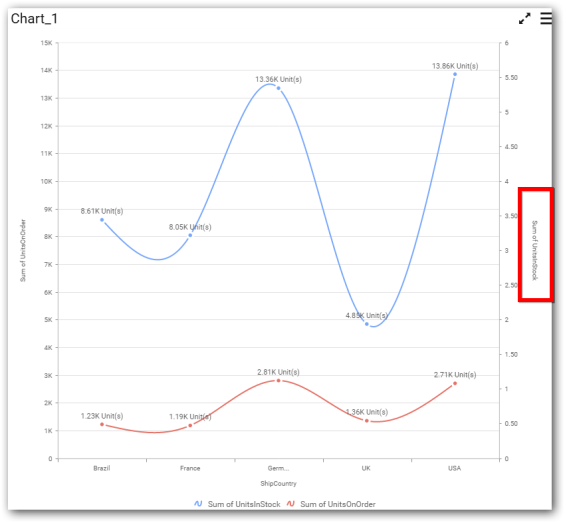 Chart_1
15K
14K
13K
12K
11K
10K
9K
8K
7K
6K
5K
4K
3K
2K
1K
0
Sum of UnitsOnOrder
8.61K Unit(s)
8.05K Unit(s)
13.36K Unit(s)
4.85K Unit(s)
13.86K Unit(s)
1.23K Unit(s)
1.19K Unit(s)
2.81K Unit(s)
1.36K Unit(s)
2.71K Unit(s)
6
5.50
5
4.50
4
3.50
3
2.50
2
1.50
1
0.50
0
Sum of UnitsInStock
Brazil
France
Germ...
UK
USA
ShipCountry
Sum of UnitsInStock
Sum of UnitsOnOrder